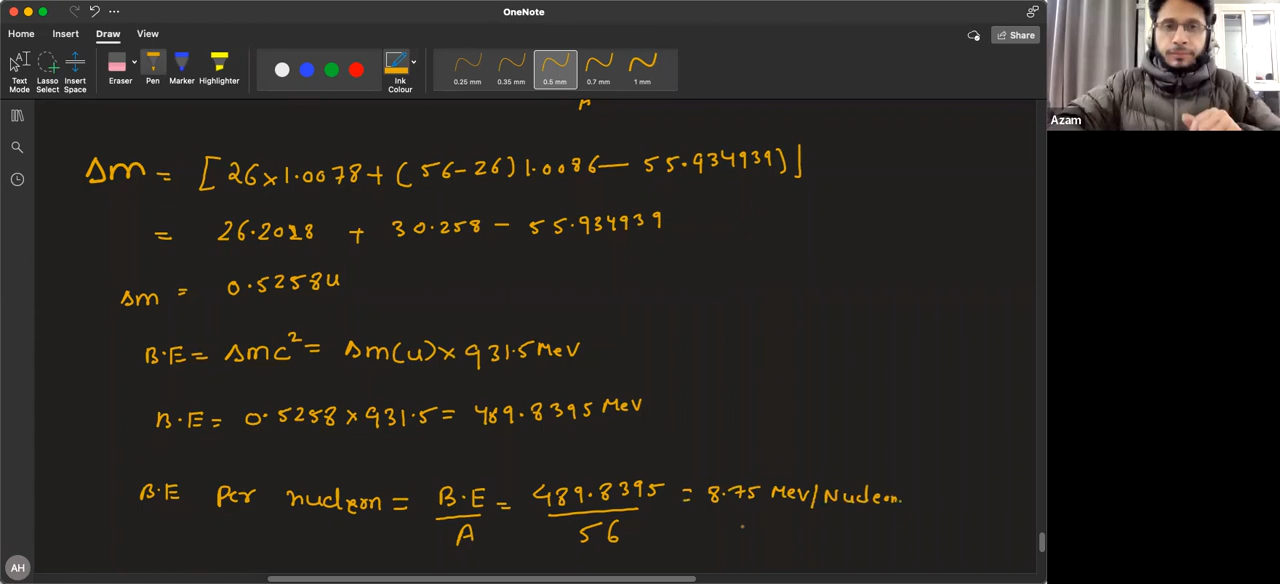 OneNote
Home Insert Draw View
Share
Text Mode
Lasso Select
Insert Space
Eraser
Pen
Marker
Highlighter
Ink Colour
0.25 mm
0.35 mm
0.5 mm
0.7 mm
1 mm
Azam
Δm = [26×1.0078+(56-26)1.0086— 55.934939)]
= 26.2028 + 30.258 - 55.934939
Δm = 0.5258u
B.E = Δmc² = Δm(u)× 931.5 MeV
B.E = 0.5258×931.5 = 489.8395 MeV
B.E Per nucleon = B.E/A = 489.8395/56 = 8.75 MeV/Nucleon.
AH